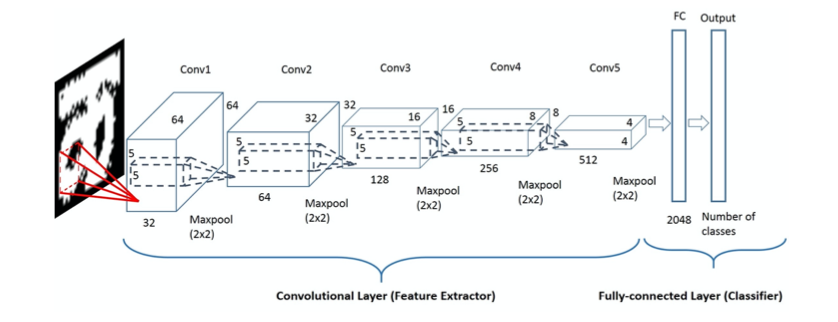 FC Output
Conv1 Conv2 Conv3 Conv4 Conv5
64 64
32 32
16 16
8 8
4
4
5
5
5
5
5
5
5
5
32 64 128 256 512
Maxpool
(2x2)
Maxpool
(2x2)
Maxpool
(2x2)
Maxpool
(2x2)
Maxpool
(2x2)
2048 Number of
classes
Convolutional Layer (Feature Extractor)
Fully-connected Layer (Classifier)